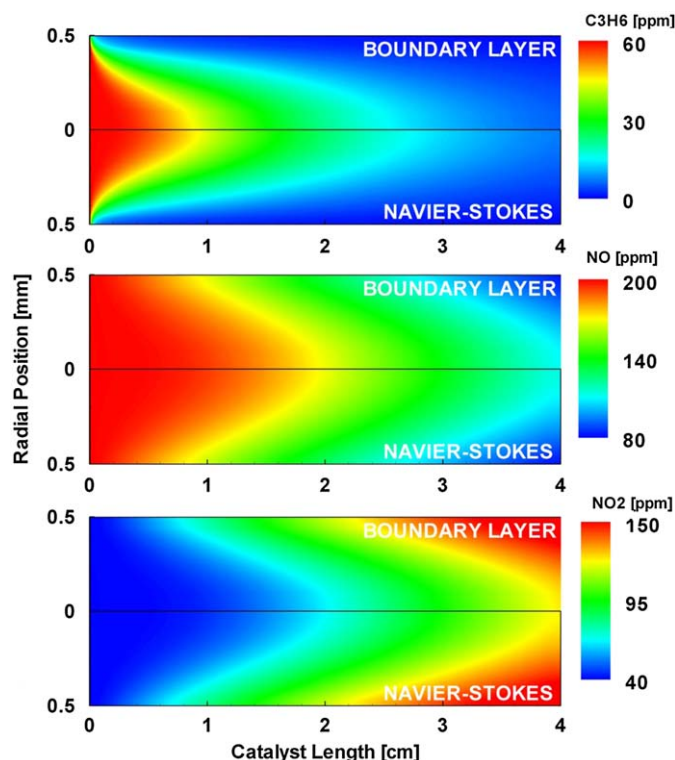 C3H6 [ppm]
0.5
BOUNDARY LAYER
60
0
30
NAVIER-STOKES
0
0.5
0 1 2 3 4
NO [ppm]
0.5
BOUNDARY LAYER
200
0
140
NAVIER-STOKES
80
0.5
0 1 2 3 4
Radial Position [mm]
NO2 [ppm]
0.5
BOUNDARY LAYER
150
0
95
NAVIER-STOKES
40
0.5
0 1 2 3 4
Catalyst Length [cm]